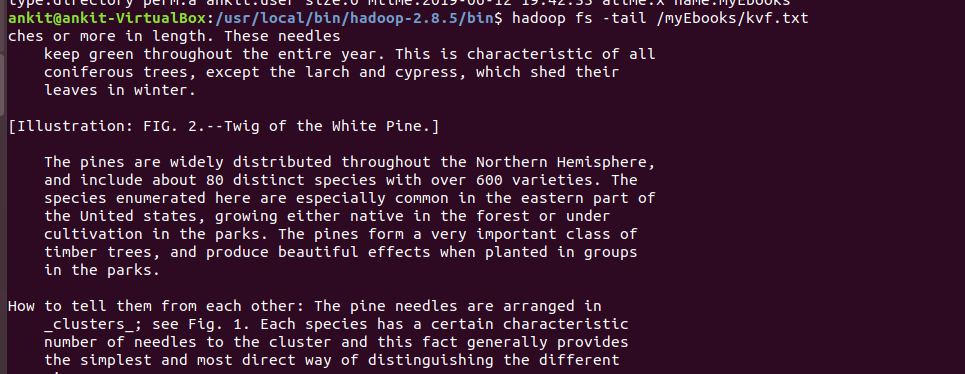 type:directory perm:a ankit:user size:0 mtime:2019-06-12 19:42:33 atime:x name:MyEbooks
ankit@ankit-VirtualBox:/usr/local/bin/hadoop-2.8.5/bin$ hadoop fs -tail /myEbooks/kvf.txt
ches or more in length. These needles
keep green throughout the entire year. This is characteristic of all
coniferous trees, except the larch and cypress, which shed their
leaves in winter.
[Illustration: FIG. 2.--Twig of the White Pine.]
The pines are widely distributed throughout the Northern Hemisphere,
and include about 80 distinct species with over 600 varieties. The
species enumerated here are especially common in the eastern part of
the United states, growing either native in the forest or under
cultivation in the parks. The pines form a very important class of
timber trees, and produce beautiful effects when planted in groups
in the parks.
How to tell them from each other: The pine needles are arranged in
_clusters_; see Fig. 1. Each species has a certain characteristic
number of needles to the cluster and this fact generally provides
the simplest and most direct way of distinguishing the different